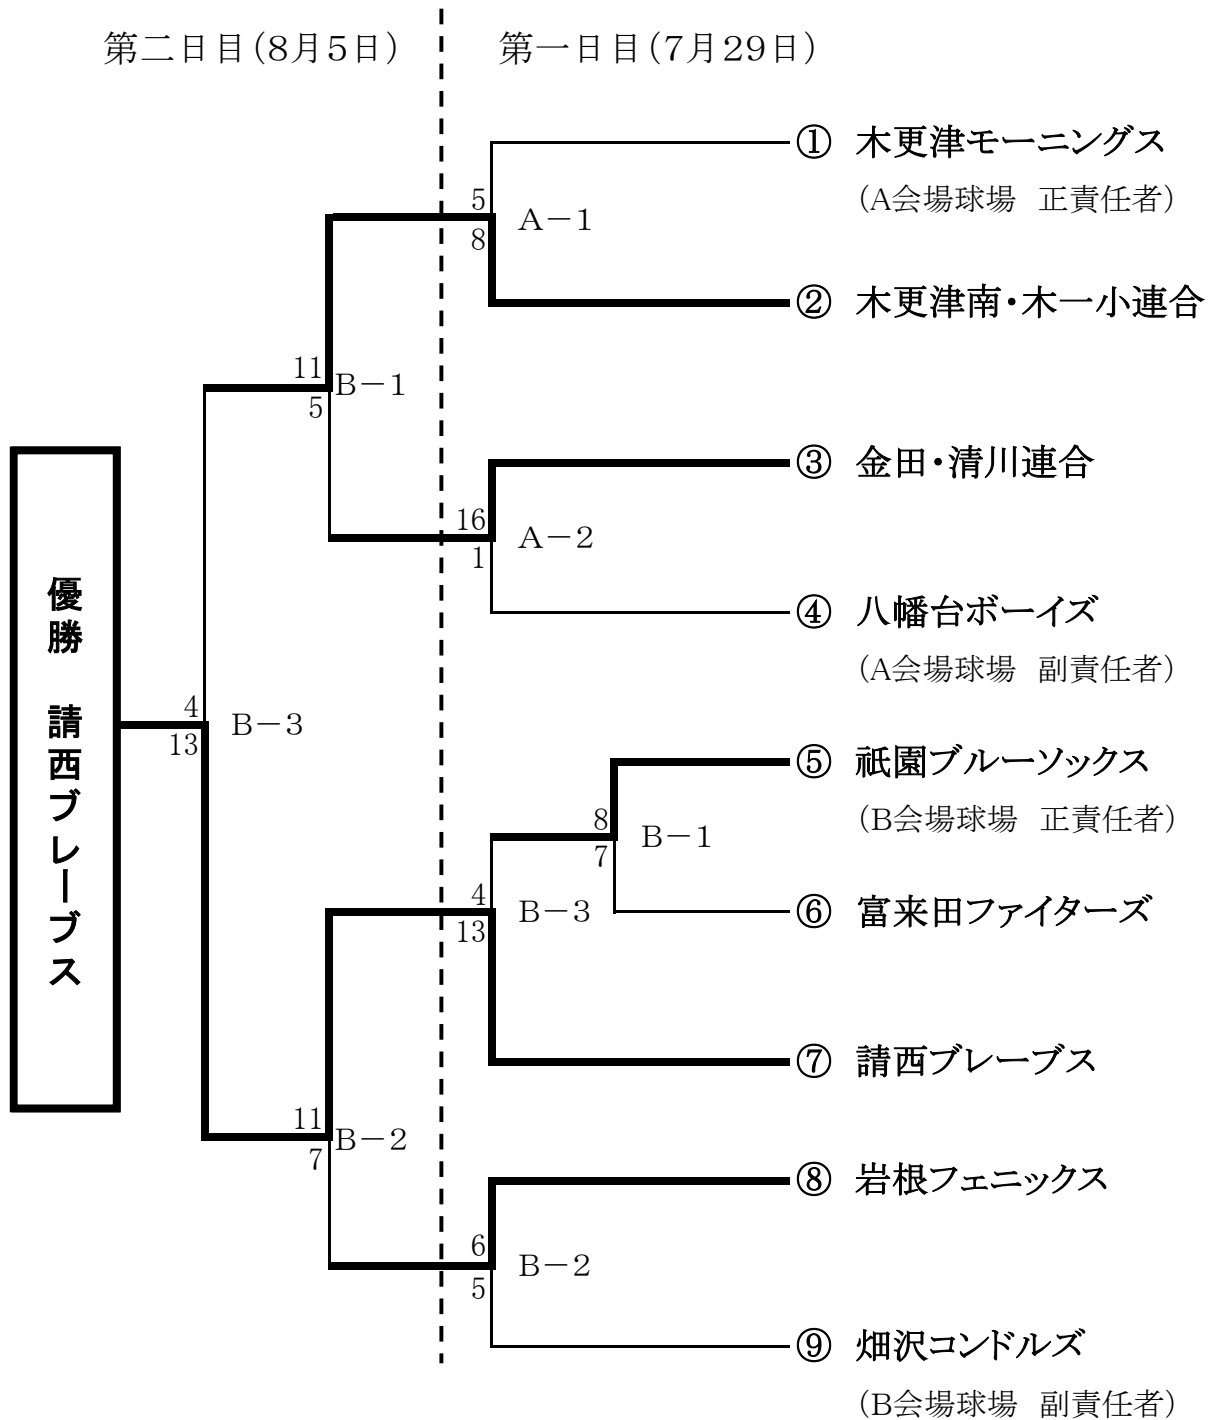 第二日目(8月5日)
第一日目(7月29日)
① 木更津モーニングス
(A会場球場 正責任者)
5
A-1
8
② 木更津南・木一小連合
11
B-1
5
③ 金田・清川連合
16
A-2
1
④ 八幡台ボーイズ
(A会場球場 副責任者)
優勝 請西ブレーブス
4
B-3
13
⑤ 祇園ブルーソックス
(B会場球場 正責任者)
8
B-1
7
⑥ 富来田ファイターズ
4
B-3
13
⑦ 請西ブレーブス
11
B-2
7
⑧ 岩根フェニックス
6
B-2
5
⑨ 畑沢コンドルズ
(B会場球場 副責任者)